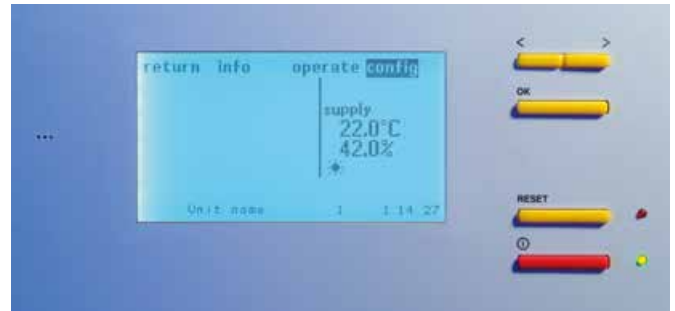 < >
return info operate config
OK
supply
22.0°C
42.0%
RESET
Unit name 1 1 14 27
...